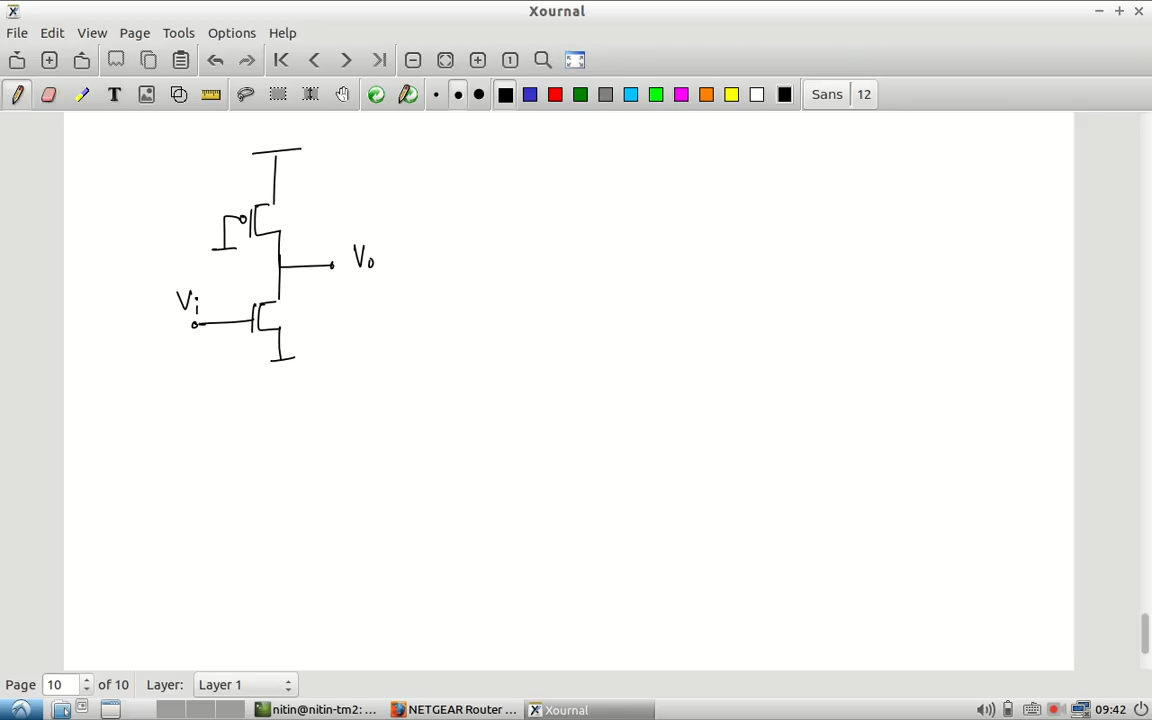 Xournal
File Edit View Page Tools Options Help
Sans 12
Vo
Vi
Page 10 of 10 Layer: Layer 1
nitin@nitin-tm2: ... NETGEAR Router ... Xournal 09:42